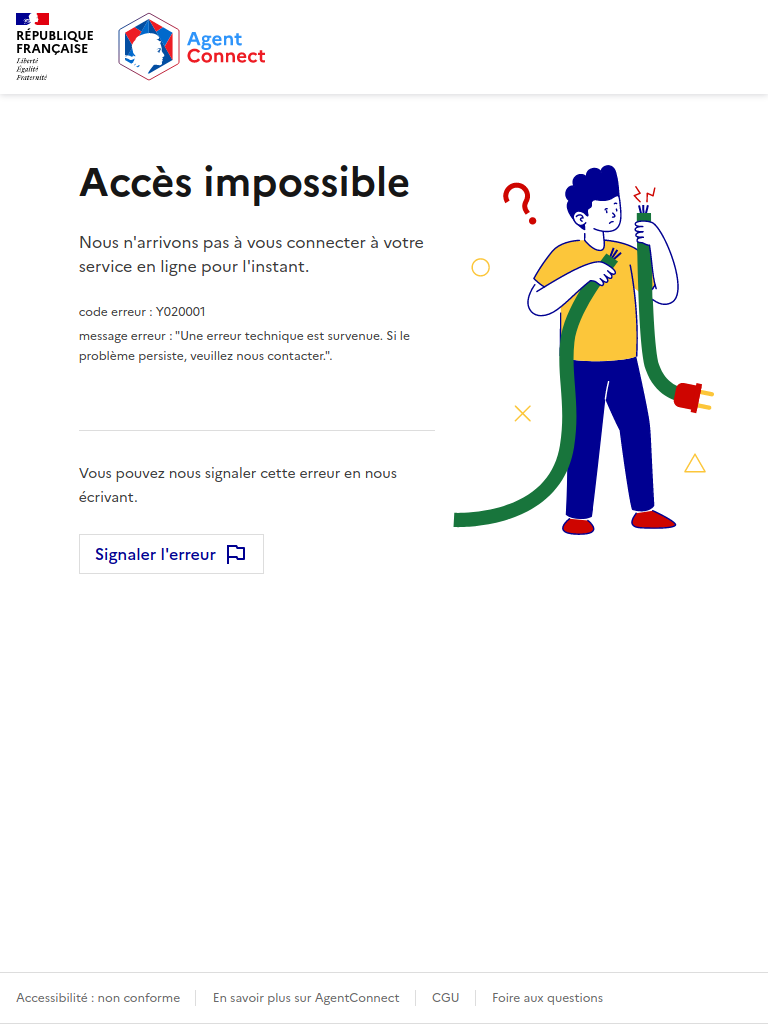 RÉPUBLIQUE
FRANÇAISE
Liberté
Égalité
Fraternité
Agent
Connect
Accès impossible
Nous n'arrivons pas à vous connecter à votre
service en ligne pour l'instant.
code erreur : Y020001
message erreur : "Une erreur technique est survenue. Si le
problème persiste, veuillez nous contacter.".
Vous pouvez nous signaler cette erreur en nous
écrivant.
Signaler l'erreur
Accessibilité : non conforme
En savoir plus sur AgentConnect
CGU
Foire aux questions